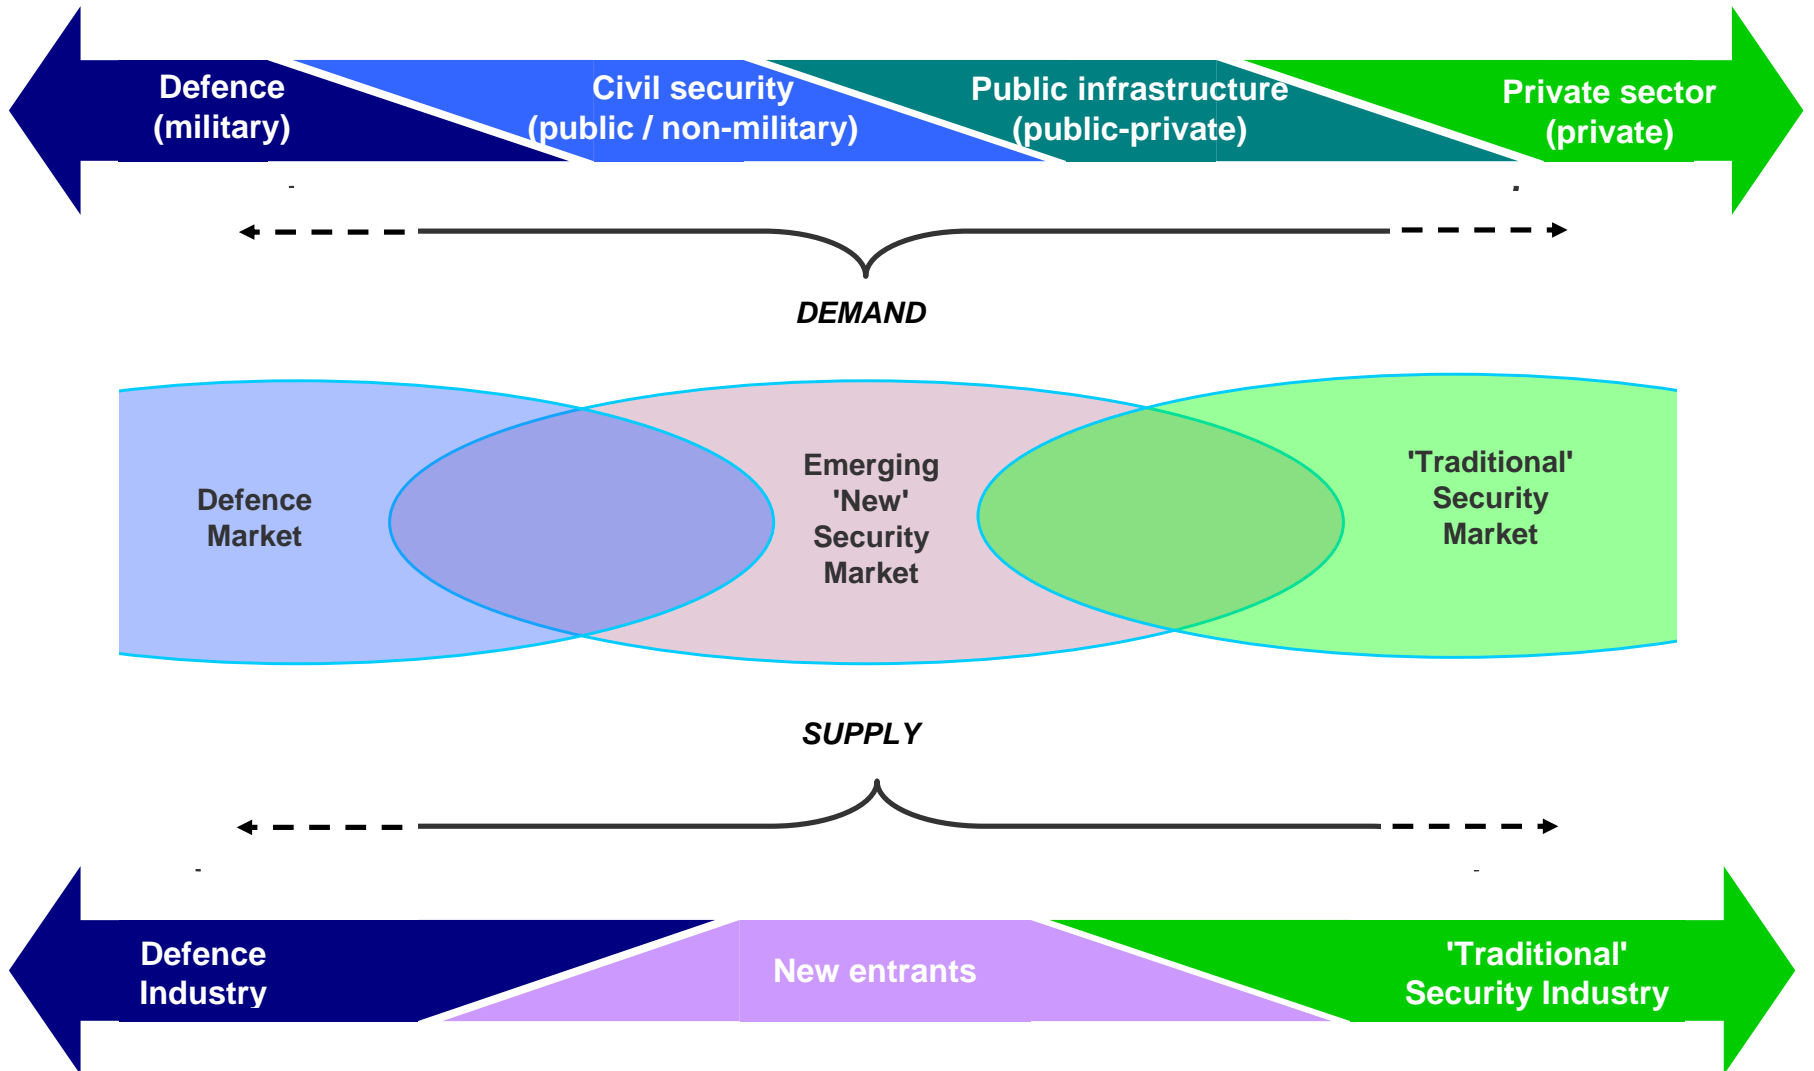 Defence
(military)
Civil security
(public / non-military)
Public infrastructure
(public-private)
Private sector
(private)
DEMAND
Defence
Market
Emerging
'New'
Security
Market
'Traditional'
Security
Market
SUPPLY
Defence
Industry
New entrants
'Traditional'
Security Industry